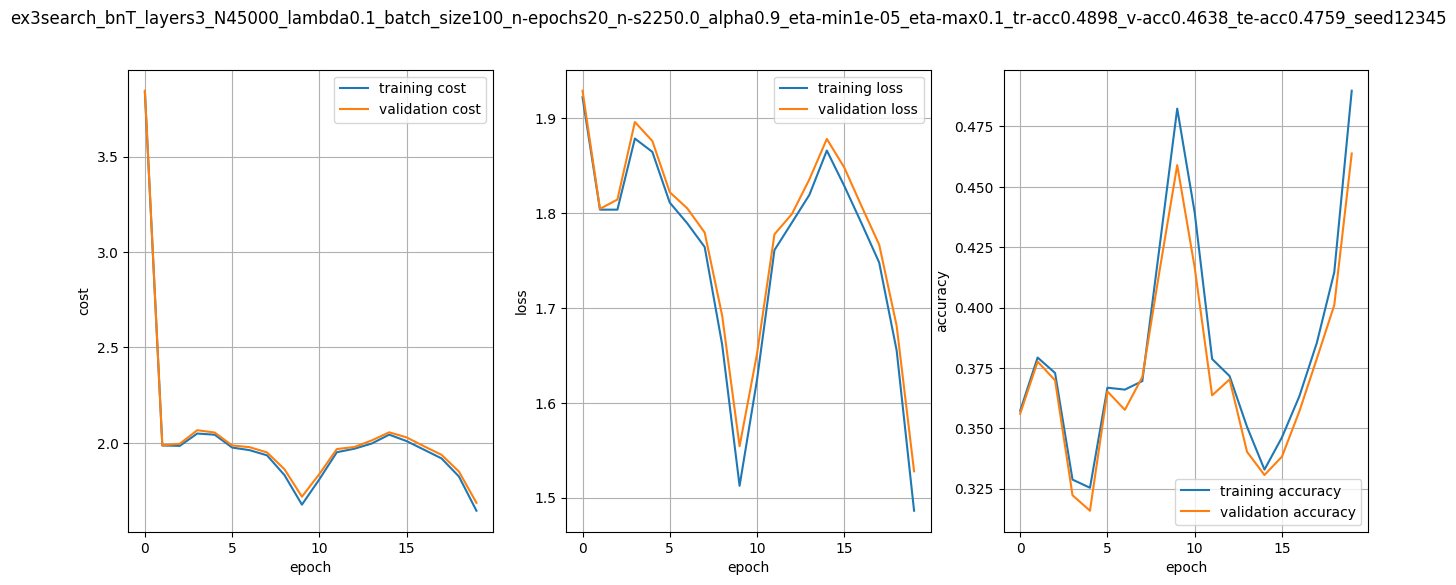 ex3search_bnT_layers3_N45000_lambda0.1_batch_size100_n-epochs20_n-s2250.0_alpha0.9_eta-min1e-05_eta-max0.1_tr-acc0.4898_v-acc0.4638_te-acc0.4759_seed12345
training cost
validation cost
3.5
3.0
2.5
2.0
cost
0
5
10
15
epoch
training loss
validation loss
1.9
1.8
1.7
1.6
1.5
loss
0
5
10
15
epoch
0.475
0.450
0.425
0.400
0.375
0.350
0.325
accuracy
training accuracy
validation accuracy
0
5
10
15
epoch